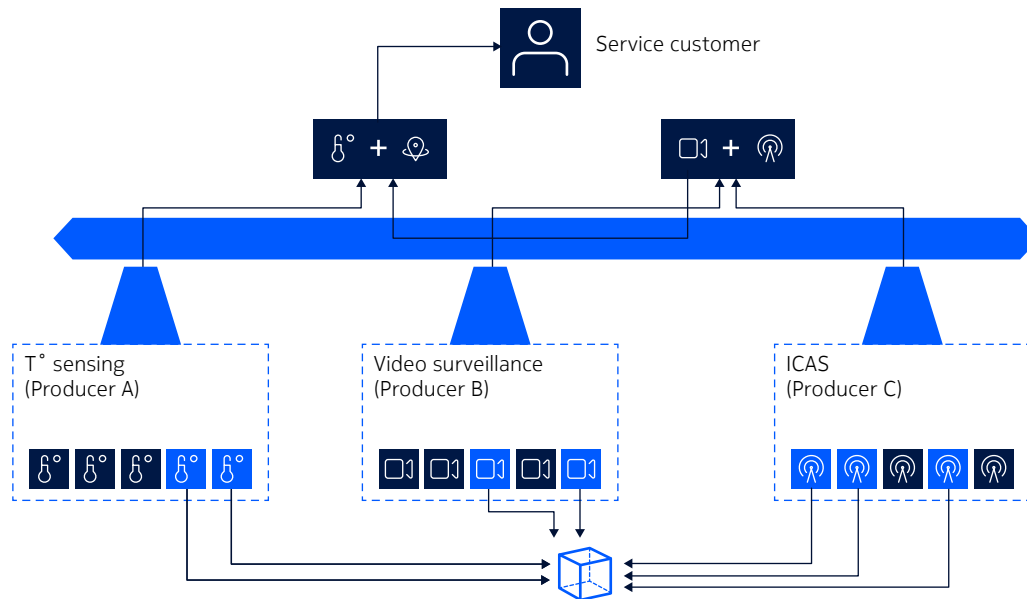 Service customer
T° sensing
(Producer A)
Video surveillance
(Producer B)
ICAS
(Producer C)